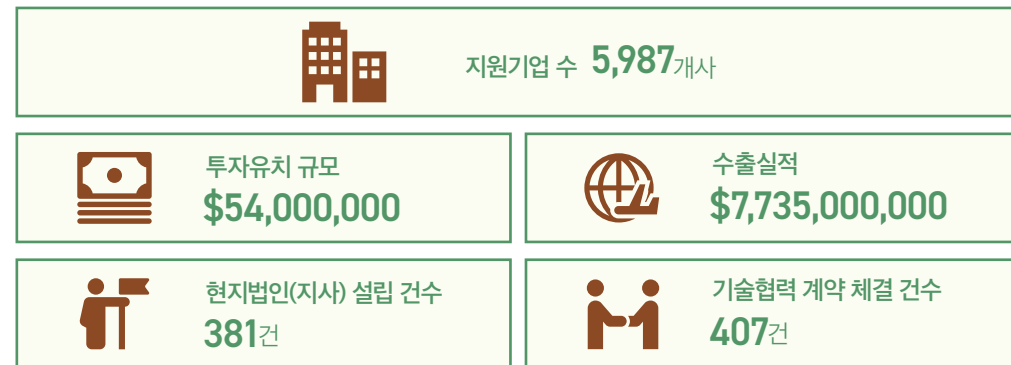 지원기업 수 5,987개사
투자유치 규모
$54,000,000
수출실적
$7,735,000,000
현지법인(지사) 설립 건수
381건
기술협력 계약 체결 건수
407건